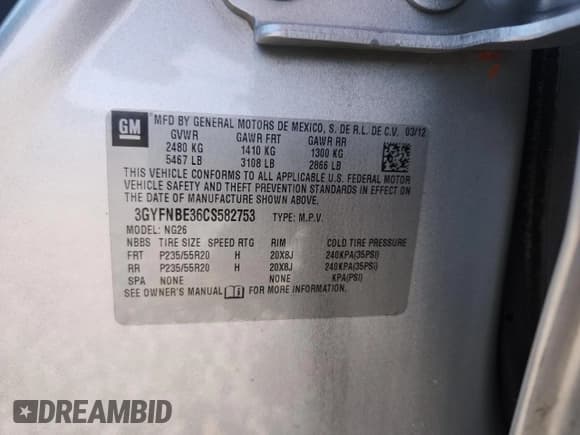 GM
MFD BY GENERAL MOTORS DE MEXICO, S. DE R.L. DE C.V. 03/12
GVWR GAWR FRT GAWR RR
2480 KG 1410 KG 1300 KG
5467 LB 3108 LB 2866 LB
THIS VEHICLE CONFORMS TO ALL APPLICABLE U.S. FEDERAL MOTOR
VEHICLE SAFETY AND THEFT PREVENTION STANDARDS IN EFFECT ON
THE DATE OF MANUFACTURE SHOWN ABOVE.
3GYFNBE36CS582753 TYPE: M.P.V.
MODEL: NG26
NBBS TIRE SIZE SPEED RTG RIM COLD TIRE PRESSURE
FRT P235/55R20 H 20X8J 240KPA(35PSI)
RR P235/55R20 H 20X8J 240KPA(35PSI)
SPA NONE NONE KPA(PSI)
SEE OWNER'S MANUAL FOR MORE INFORMATION.
#DREAMBID